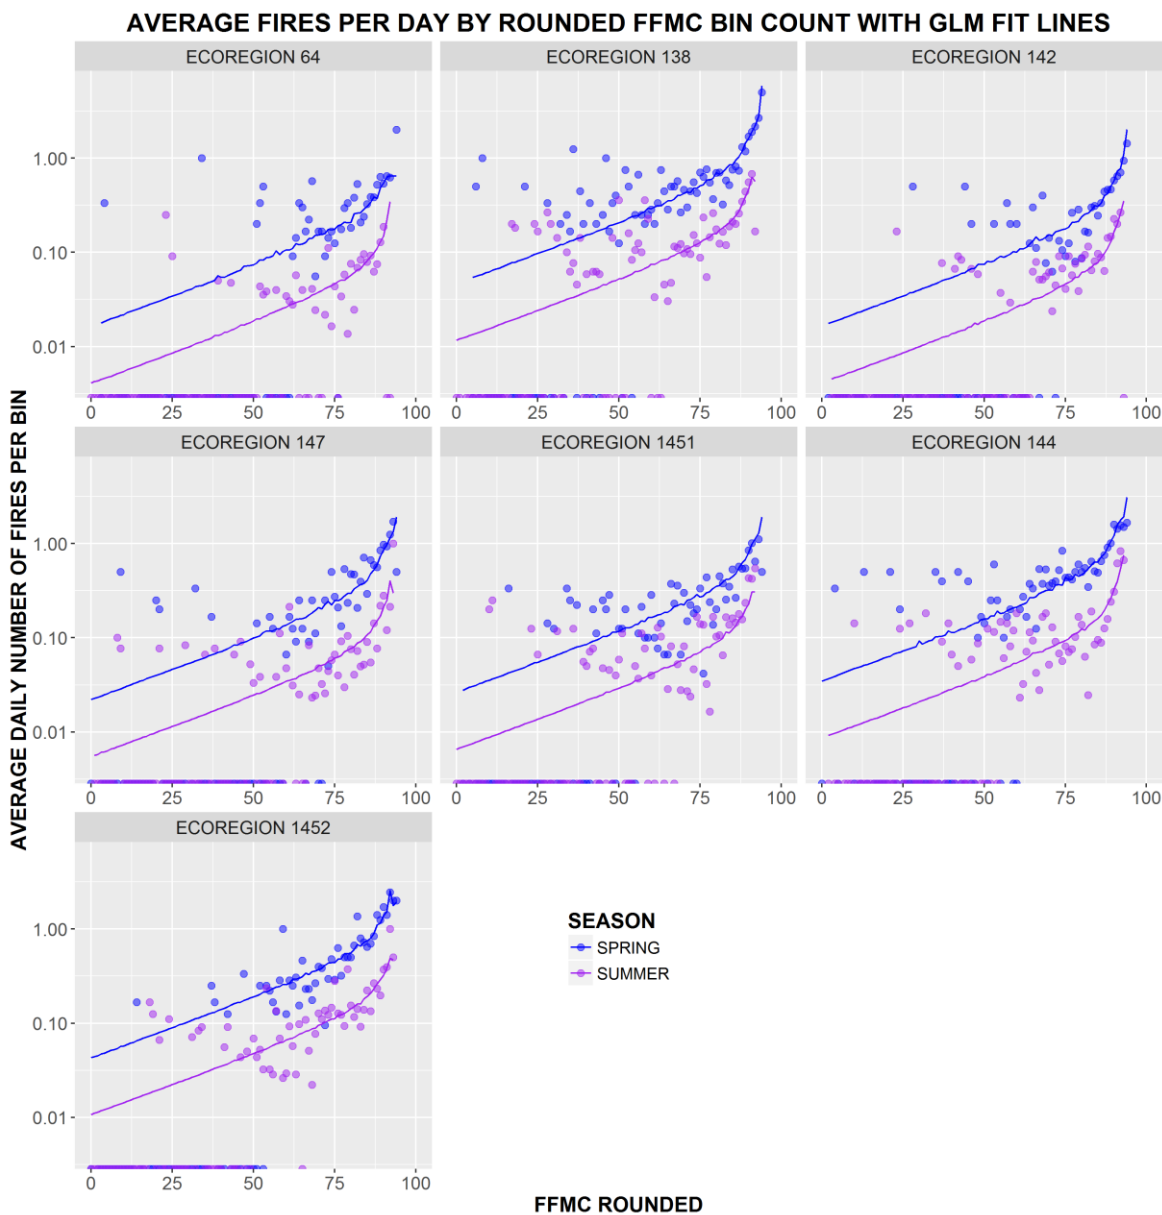 AVERAGE FIRES PER DAY BY ROUNDED FFMC BIN COUNT WITH GLM FIT LINES
ECOREGION 64
ECOREGION 138
ECOREGION 142
1.00
0.10
0.01
0 25 50 75 100
0 25 50 75 100
0 25 50 75 100
AVERAGE DAILY NUMBER OF FIRES PER BIN
ECOREGION 147
ECOREGION 1451
ECOREGION 144
1.00
0.10
0.01
0 25 50 75 100
0 25 50 75 100
0 25 50 75 100
ECOREGION 1452
1.00
0.10
0.01
0 25 50 75 100
SEASON
SPRING
SUMMER
FFMC ROUNDED